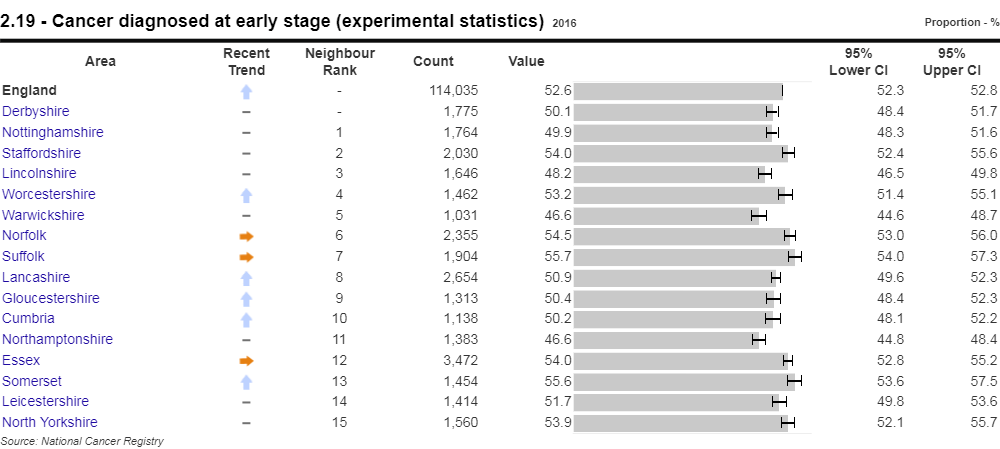 2.19 - Cancer diagnosed at early stage (experimental statistics) 2016 Proportion - %
Area Recent Trend Neighbour Rank Count Value 95% Lower CI 95% Upper CI
England - 114,035 52.6 52.3 52.8
Derbyshire – - 1,775 50.1 48.4 51.7
Nottinghamshire – 1 1,764 49.9 48.3 51.6
Staffordshire – 2 2,030 54.0 52.4 55.6
Lincolnshire – 3 1,646 48.2 46.5 49.8
Worcestershire 4 1,462 53.2 51.4 55.1
Warwickshire – 5 1,031 46.6 44.6 48.7
Norfolk 6 2,355 54.5 53.0 56.0
Suffolk 7 1,904 55.7 54.0 57.3
Lancashire 8 2,654 50.9 49.6 52.3
Gloucestershire 9 1,313 50.4 48.4 52.3
Cumbria 10 1,138 50.2 48.1 52.2
Northamptonshire – 11 1,383 46.6 44.8 48.4
Essex 12 3,472 54.0 52.8 55.2
Somerset 13 1,454 55.6 53.6 57.5
Leicestershire – 14 1,414 51.7 49.8 53.6
North Yorkshire – 15 1,560 53.9 52.1 55.7
Source: National Cancer Registry